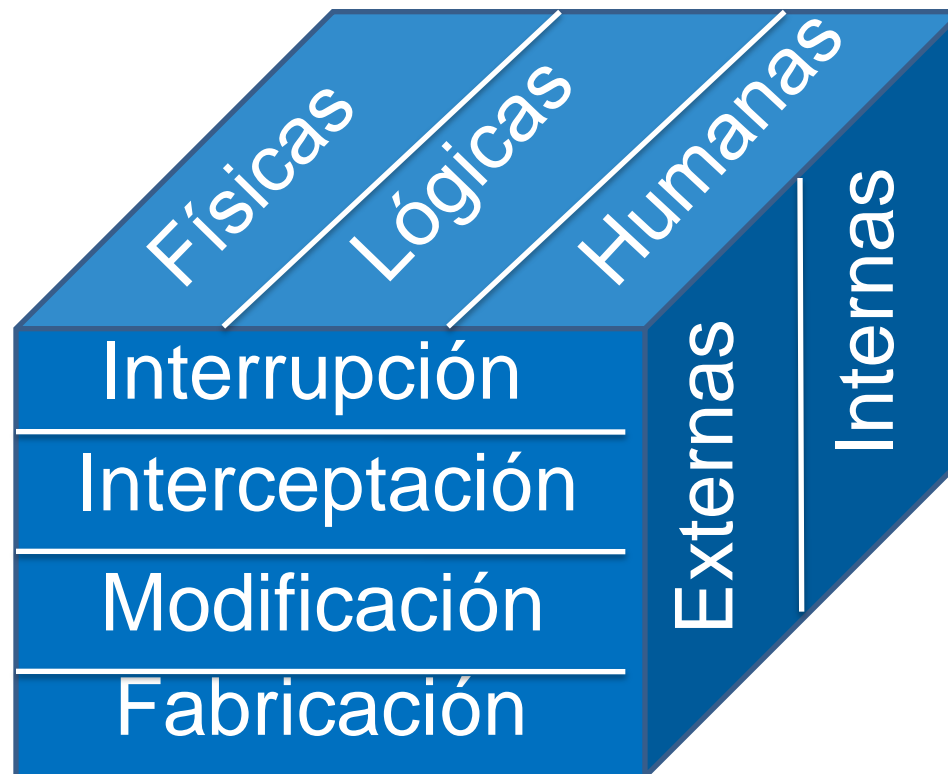 Físicas
Lógicas
Humanas
Interrupción
Interceptación
Modificación
Fabricación
Externas
Internas